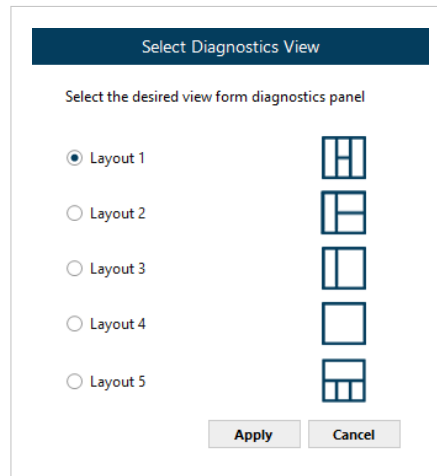 Select Diagnostics View
Select the desired view form diagnostics panel
Layout 1
Layout 2
Layout 3
Layout 4
Layout 5
Apply Cancel